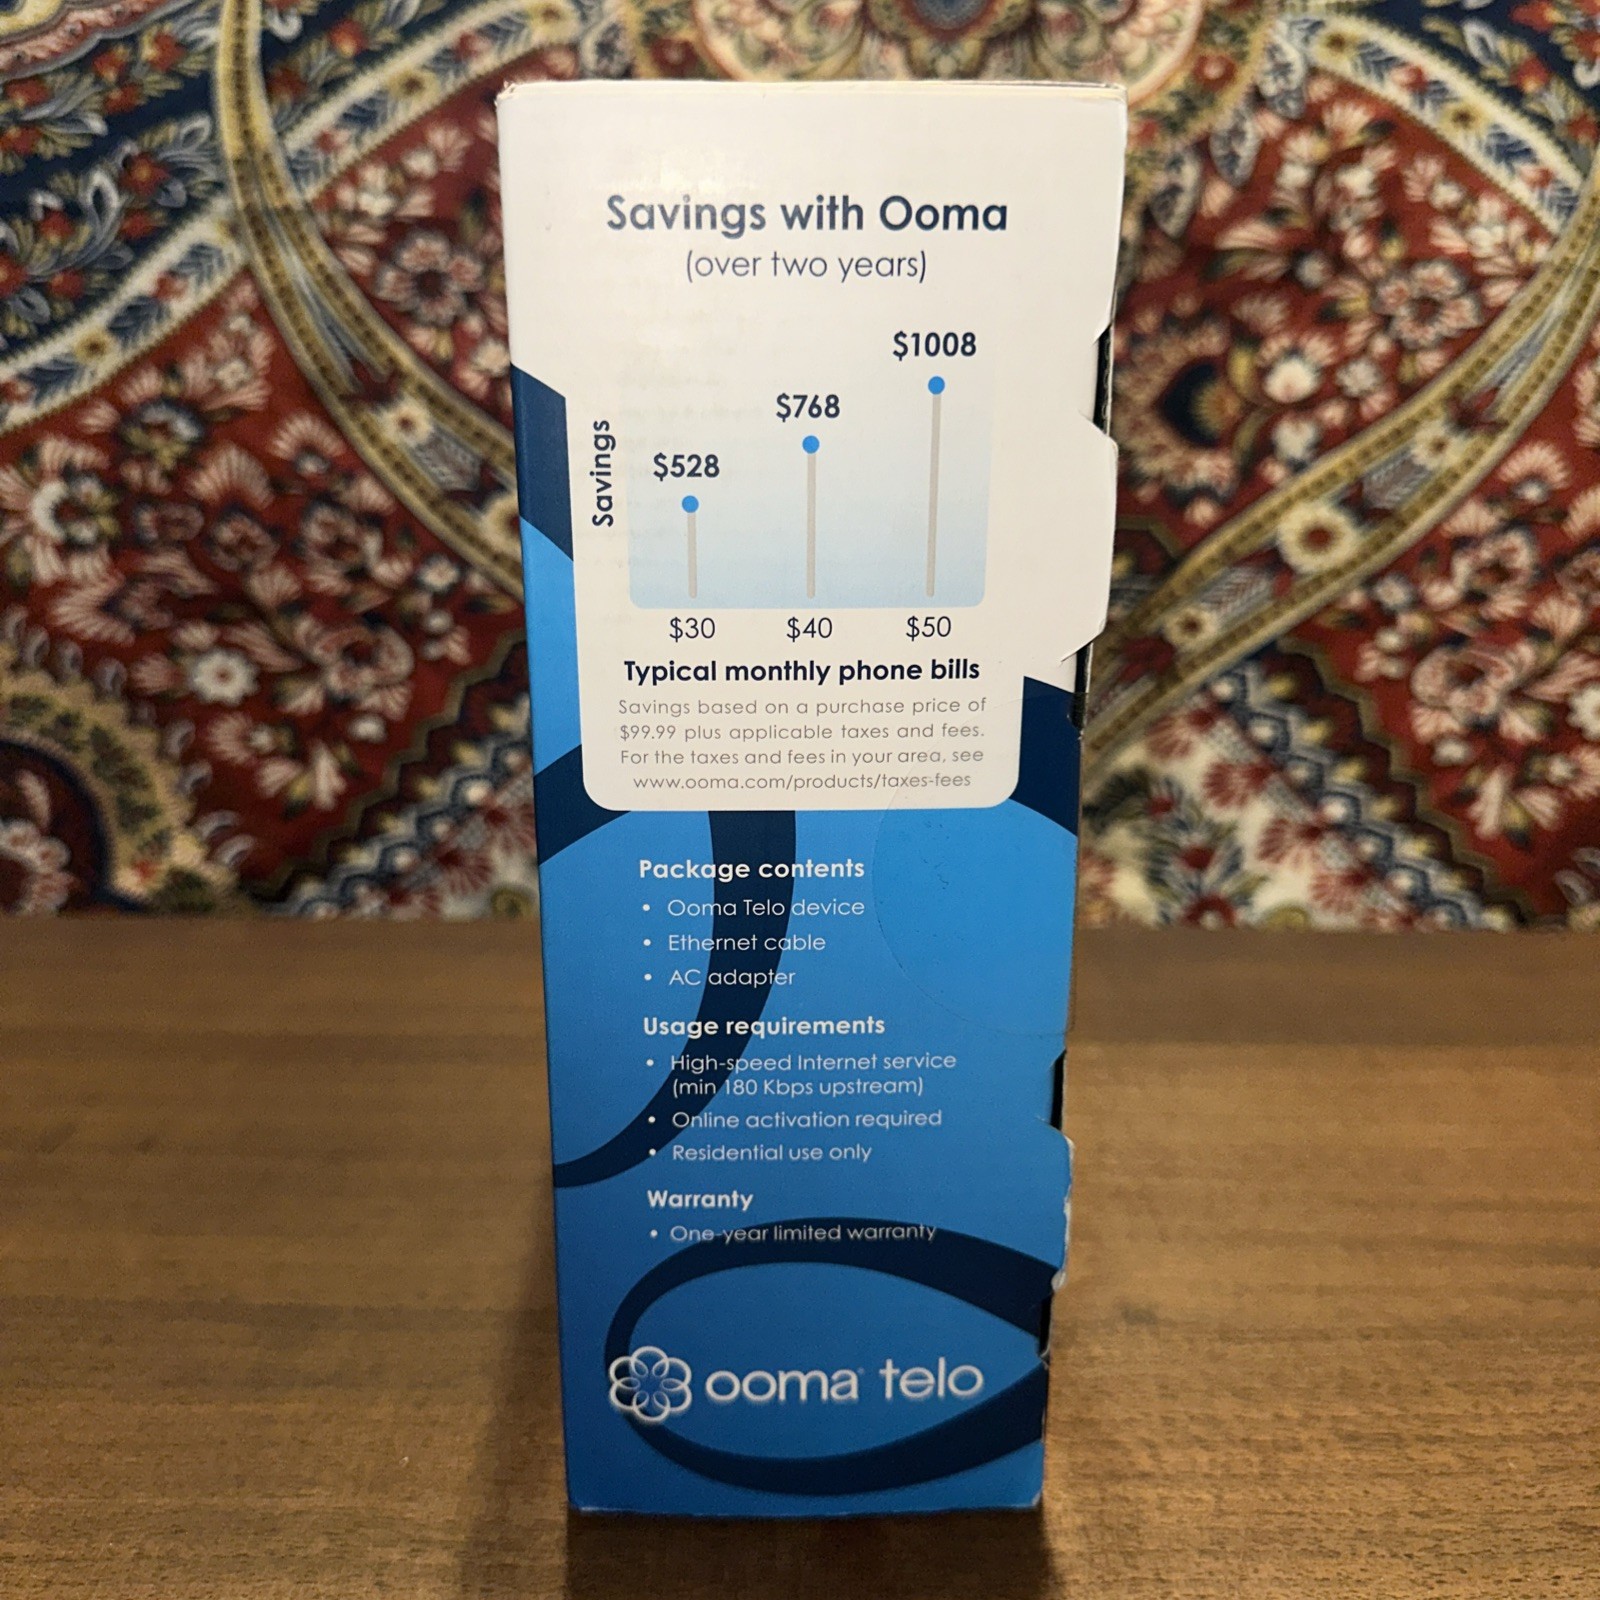 Savings with Ooma
(over two years)
$1008
$768
$528
Savings
$30 $40 $50
Typical monthly phone bills
Savings based on a purchase price of
$99.99 plus applicable taxes and fees.
For the taxes and fees in your area, see
www.ooma.com/products/taxes-fees
Package contents
• Ooma Telo device
• Ethernet cable
• AC adapter
Usage requirements
• High-speed Internet service
(min 180 Kbps upstream)
• Online activation required
• Residential use only
Warranty
• One-year limited warranty
ooma® telo